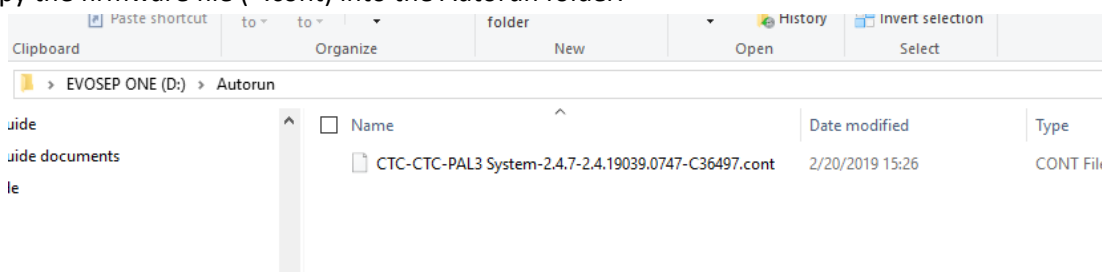 Paste shortcut
to to
folder
History
Invert selection
Clipboard Organize New Open Select
> EVOSEP ONE (D:) > Autorun
Name Date modified Type
CTC-CTC-PAL3 System-2.4.7-2.4.19039.0747-C36497.cont 2/20/2019 15:26 CONT File
uide
uide documents
le